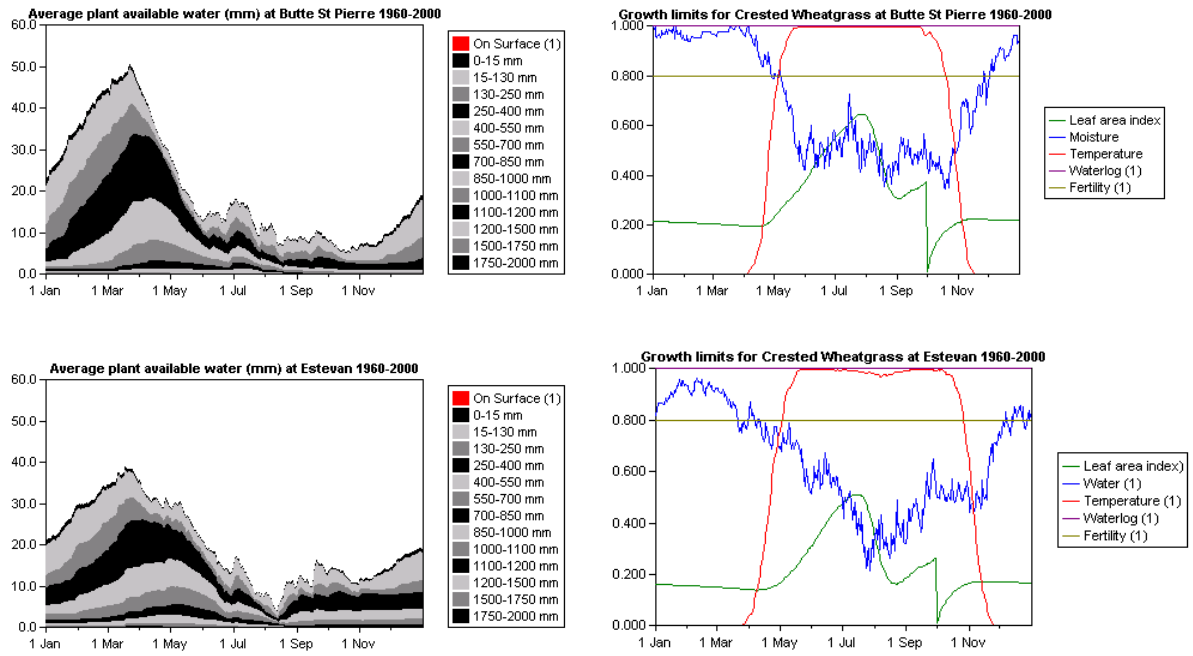 Average plant available water (mm) at Butte St Pierre 1960-2000
60.0
50.0
40.0
30.0
20.0
10.0
0.0
1 Jan 1 Mar 1 May 1 Jul 1 Sep 1 Nov
On Surface (1)
0-15 mm
15-130 mm
130-250 mm
250-400 mm
400-550 mm
550-700 mm
700-850 mm
850-1000 mm
1000-1100 mm
1100-1200 mm
1200-1500 mm
1500-1750 mm
1750-2000 mm
Growth limits for Crested Wheatgrass at Butte St Pierre 1960-2000
1.000
0.800
0.600
0.400
0.200
0.000
1 Jan 1 Mar 1 May 1 Jul 1 Sep 1 Nov
Leaf area index
Moisture
Temperature
Waterlog (1)
Fertility (1)
Average plant available water (mm) at Estevan 1960-2000
60.0
50.0
40.0
30.0
20.0
10.0
0.0
1 Jan 1 Mar 1 May 1 Jul 1 Sep 1 Nov
On Surface (1)
0-15 mm
15-130 mm
130-250 mm
250-400 mm
400-550 mm
550-700 mm
700-850 mm
850-1000 mm
1000-1100 mm
1100-1200 mm
1200-1500 mm
1500-1750 mm
1750-2000 mm
Growth limits for Crested Wheatgrass at Estevan 1960-2000
1.000
0.800
0.600
0.400
0.200
0.000
1 Jan 1 Mar 1 May 1 Jul 1 Sep 1 Nov
Leaf area index)
Water (1)
Temperature (1)
Waterlog (1)
Fertility (1)